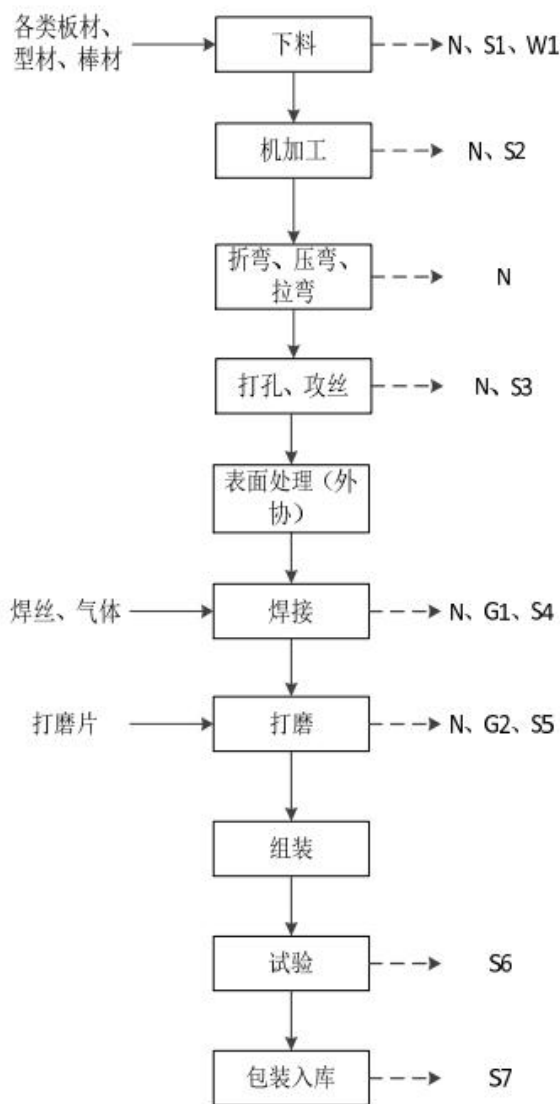 各类板材、
型材、棒材
下料
N、S1、W1
机加工
N、S2
折弯、压弯、
拉弯
N
打孔、攻丝
N、S3
表面处理（外
协）
焊丝、气体
焊接
N、G1、S4
打磨片
打磨
N、G2、S5
组装
试验
S6
包装入库
S7